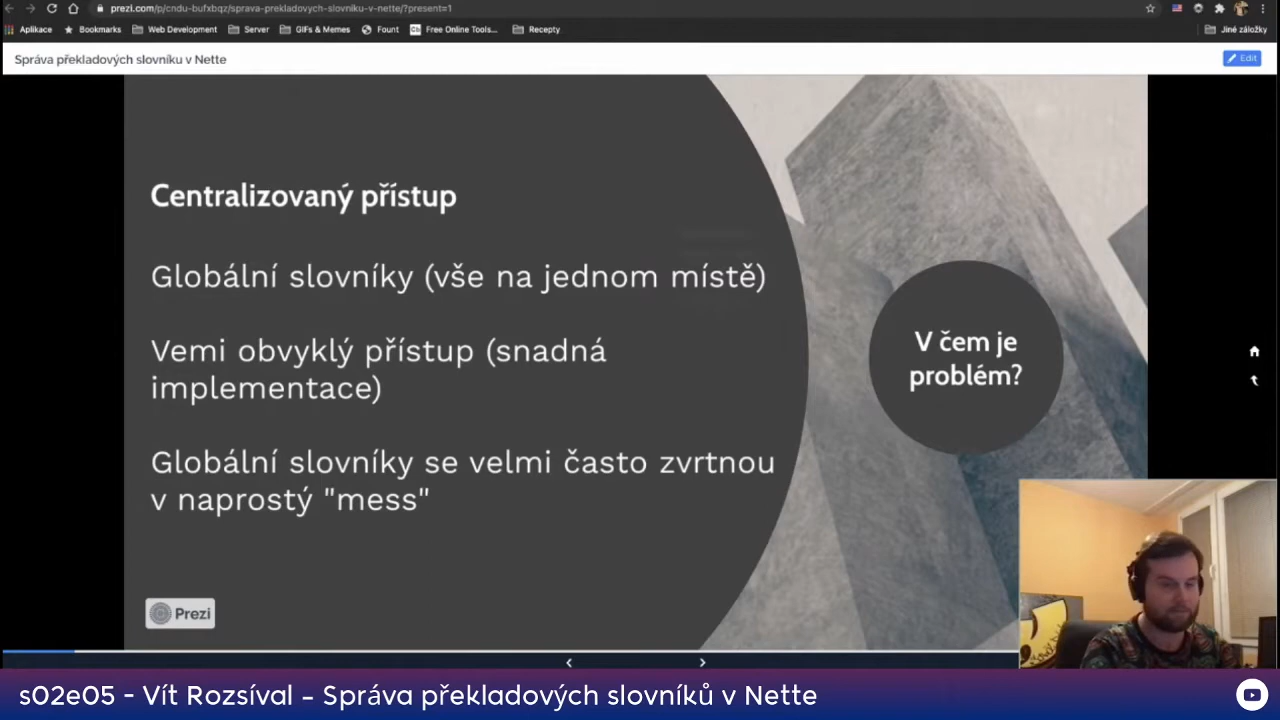 prezi.com/p/cndu-bufxbqz/sprava-prekladovych-slovniku-v-nette/?present=1
Aplikace Bookmarks Web Development Server GIFs & Memes Fount Free Online Tools... Recepty Jiné záložky
Správa překladových slovníku v Nette Edit
Centralizovaný přístup
Globální slovníky (vše na jednom místě)
Vemi obvyklý přístup (snadná
implementace)
Globální slovníky se velmi často zvrtnou
v naprostý "mess"
V čem je
problém?
Prezi
s02e05 - Vít Rozsíval - Správa překladových slovníků v Nette